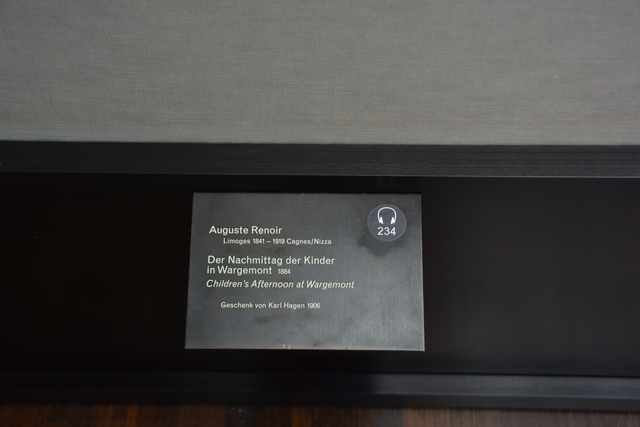 Auguste Renoir
Limoges 1841 – 1919 Cagnes/Nizza
234
Der Nachmittag der Kinder
in Wargemont 1884
Children's Afternoon at Wargemont
Geschenk von Karl Hagen 1906